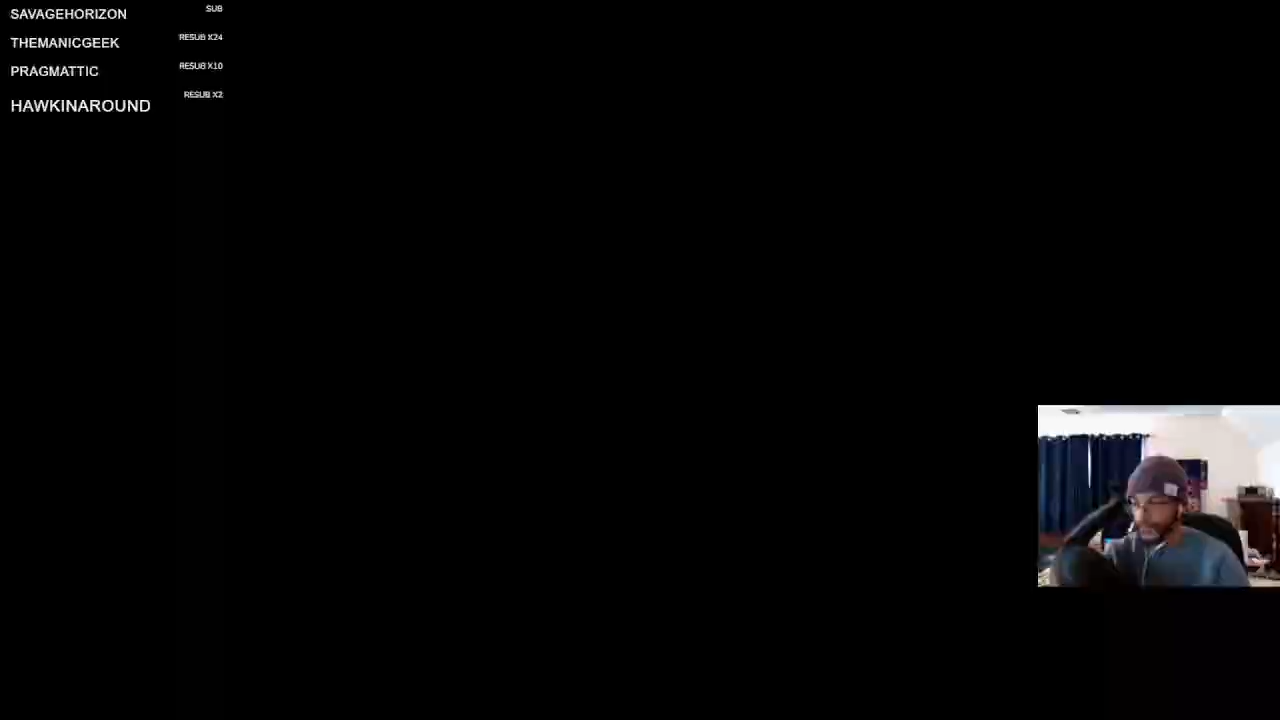 SAVAGEHORIZON SUB
THEMANICGEEK RESUB X24
PRAGMATTIC RESUB X10
HAWKINAROUND RESUB X2